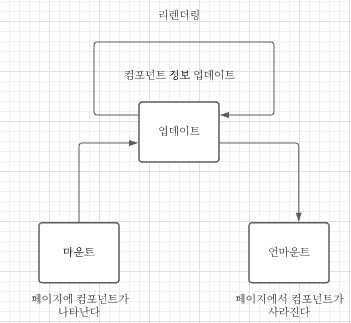 리렌더링
컴포넌트 정보 업데이트
업데이트
마운트
언마운트
페이지에 컴포넌트가
나타난다
페이지에서 컴포넌트가
사라진다